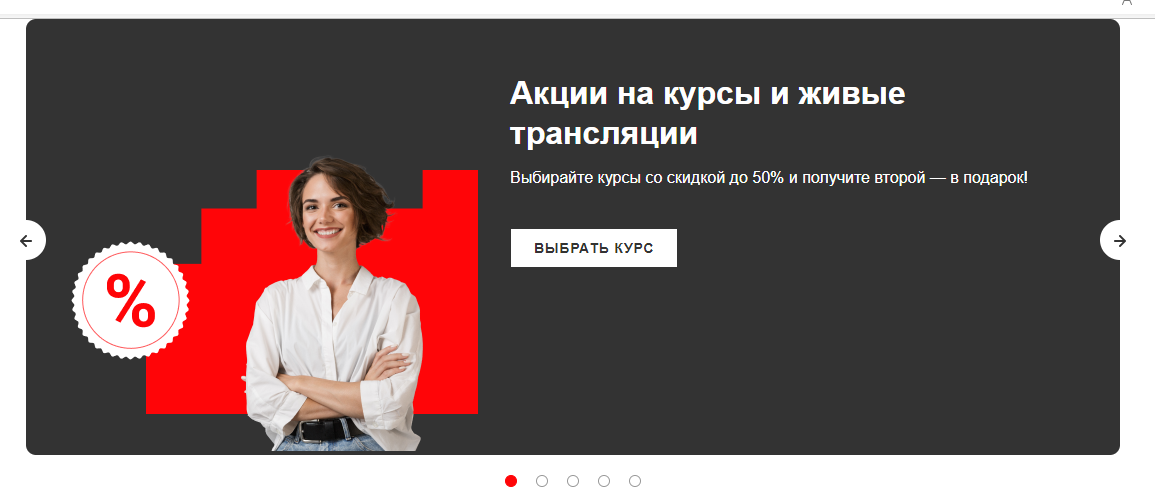 Акции на курсы и живые
трансляции
Выбирайте курсы со скидкой до 50% и получите второй — в подарок!
%
ВЫБРАТЬ КУРС